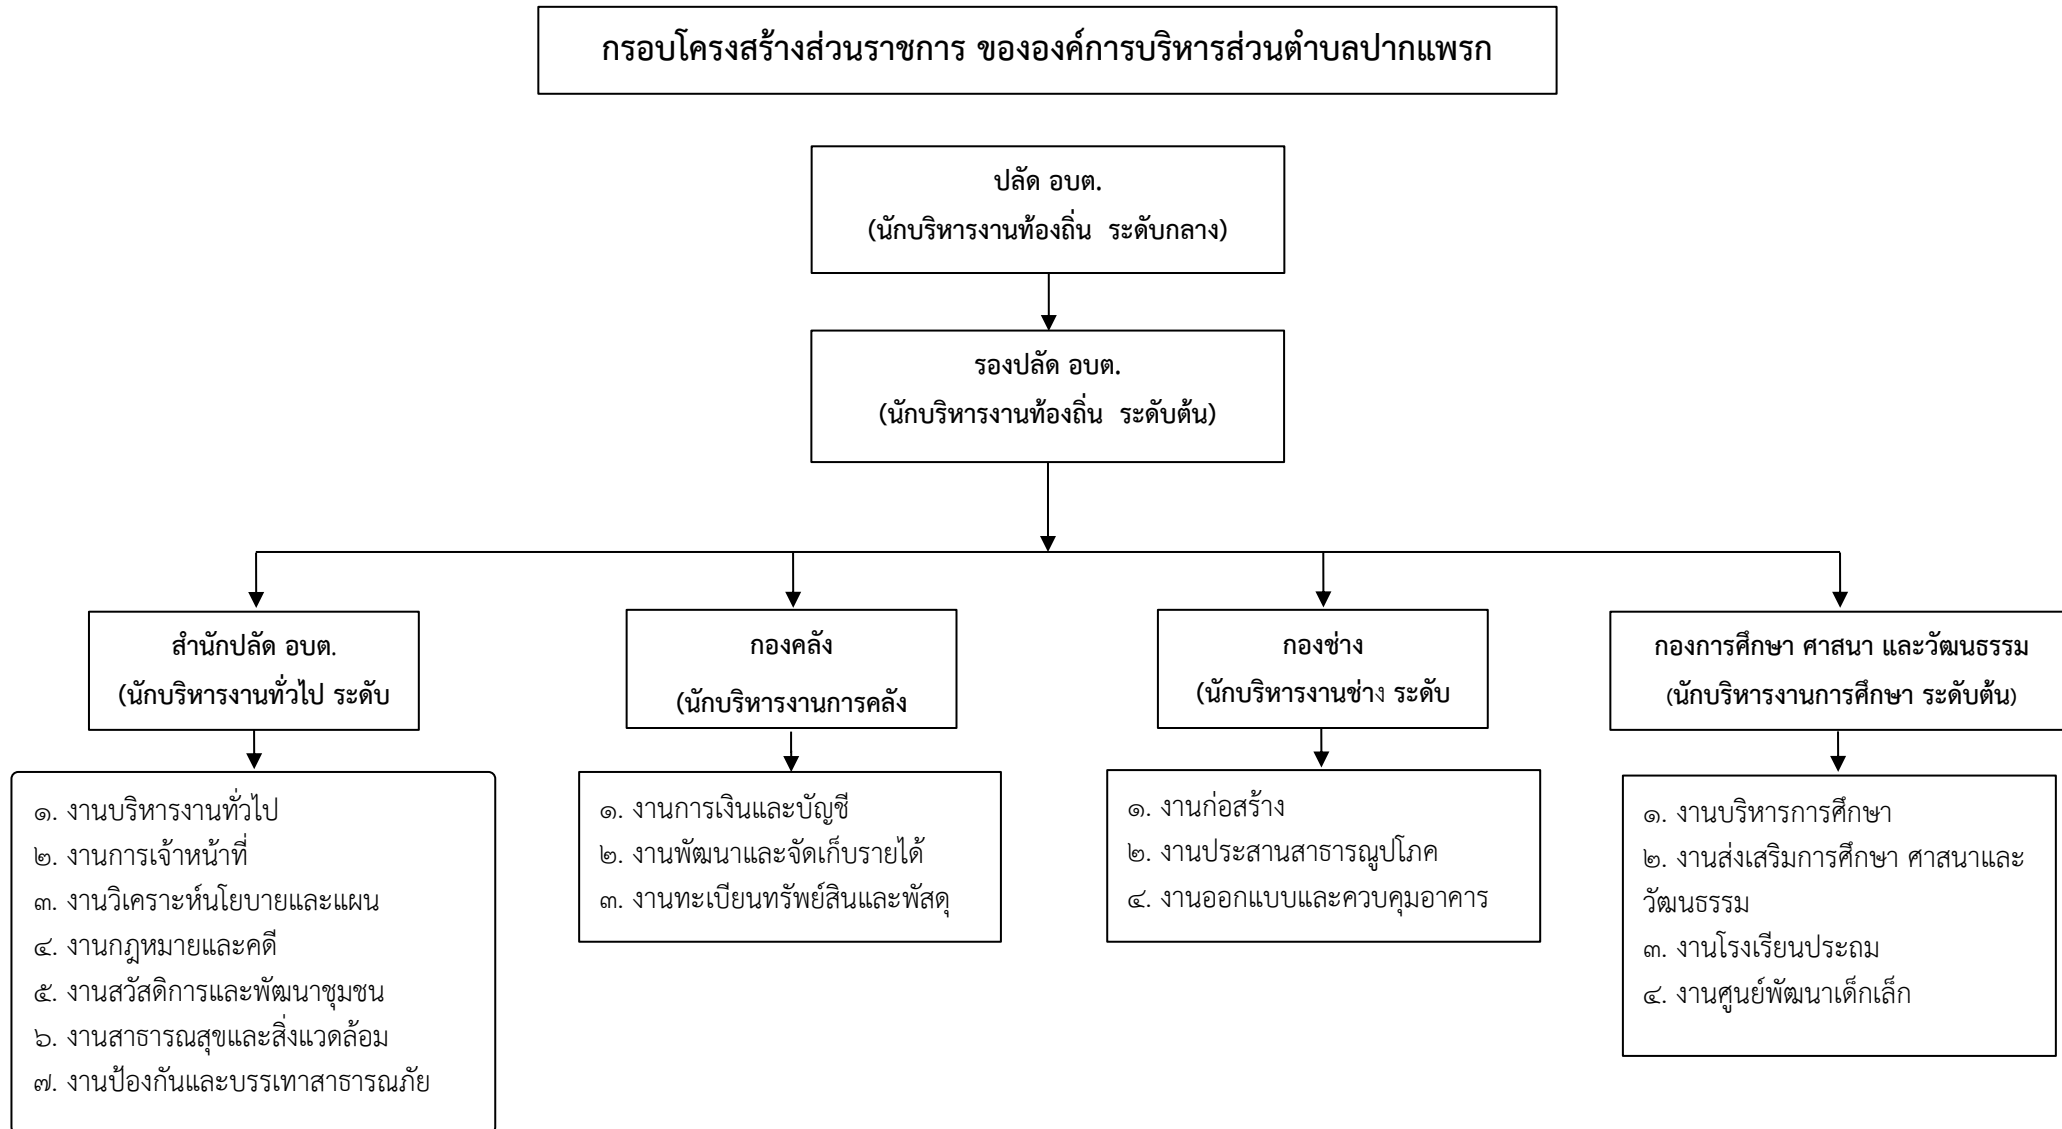 กรอบโครงสร้างส่วนราชการ ขององค์การบริหารส่วนตำบลปากแพรก
ปลัด อบต.
(นักบริหารงานท้องถิ่น ระดับกลาง)
รองปลัด อบต.
(นักบริหารงานท้องถิ่น ระดับต้น)
สำนักปลัด อบต.
(นักบริหารงานทั่วไป ระดับ
กองคลัง
(นักบริหารงานการคลัง
กองช่าง
(นักบริหารงานช่าง ระดับ
กองการศึกษา ศาสนา และวัฒนธรรม
(นักบริหารงานการศึกษา ระดับต้น)
๑. งานบริหารงานทั่วไป
๒. งานการเจ้าหน้าที่
๓. งานวิเคราะห์นโยบายและแผน
๔. งานกฎหมายและคดี
๕. งานสวัสดิการและพัฒนาชุมชน
๖. งานสาธารณสุขและสิ่งแวดล้อม
๗. งานป้องกันและบรรเทาสาธารณภัย
๑. งานการเงินและบัญชี
๒. งานพัฒนาและจัดเก็บรายได้
๓. งานทะเบียนทรัพย์สินและพัสดุ
๑. งานก่อสร้าง
๒. งานประสานสาธารณูปโภค
๔. งานออกแบบและควบคุมอาคาร
๑. งานบริหารการศึกษา
๒. งานส่งเสริมการศึกษา ศาสนาและ
วัฒนธรรม
๓. งานโรงเรียนประถม
๔. งานศูนย์พัฒนาเด็กเล็ก